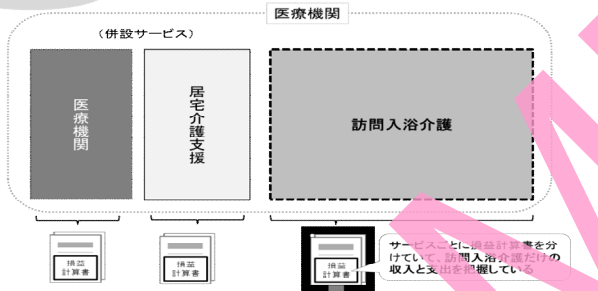 医療機関
（併設サービス）
医療機関
居宅介護支援
訪問入浴介護
損益
計算書
損益
計算書
損益
計算書
サービスごとに損益計算書を分
けていて、訪問入浴介護だけの
収入と支出を把握している